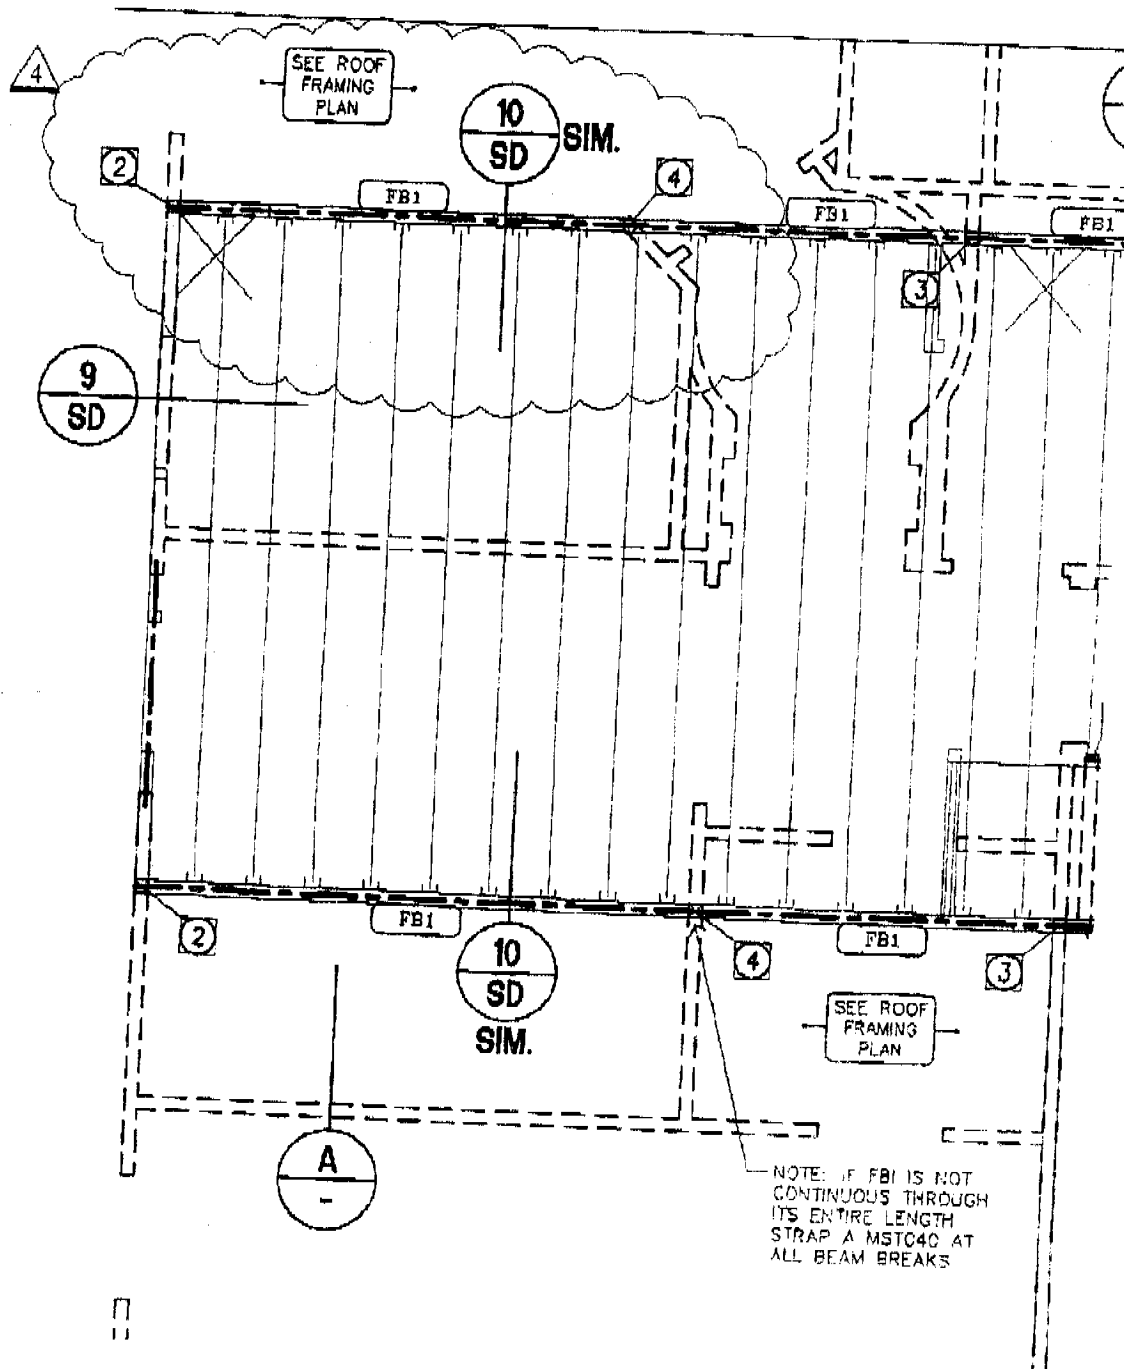 4
SEE ROOF
FRAMING
PLAN
10
SD
SIM.
2
FB1
4
FB1
FB1
3
9
SD
FB1
2
10
SD
SIM.
4
FB1
3
SEE ROOF
FRAMING
PLAN
A
-
NOTE: IF FB1 IS NOT
CONTINUOUS THROUGH
ITS ENTIRE LENGTH
STRAP A MSTC40 AT
ALL BEAM BREAKS